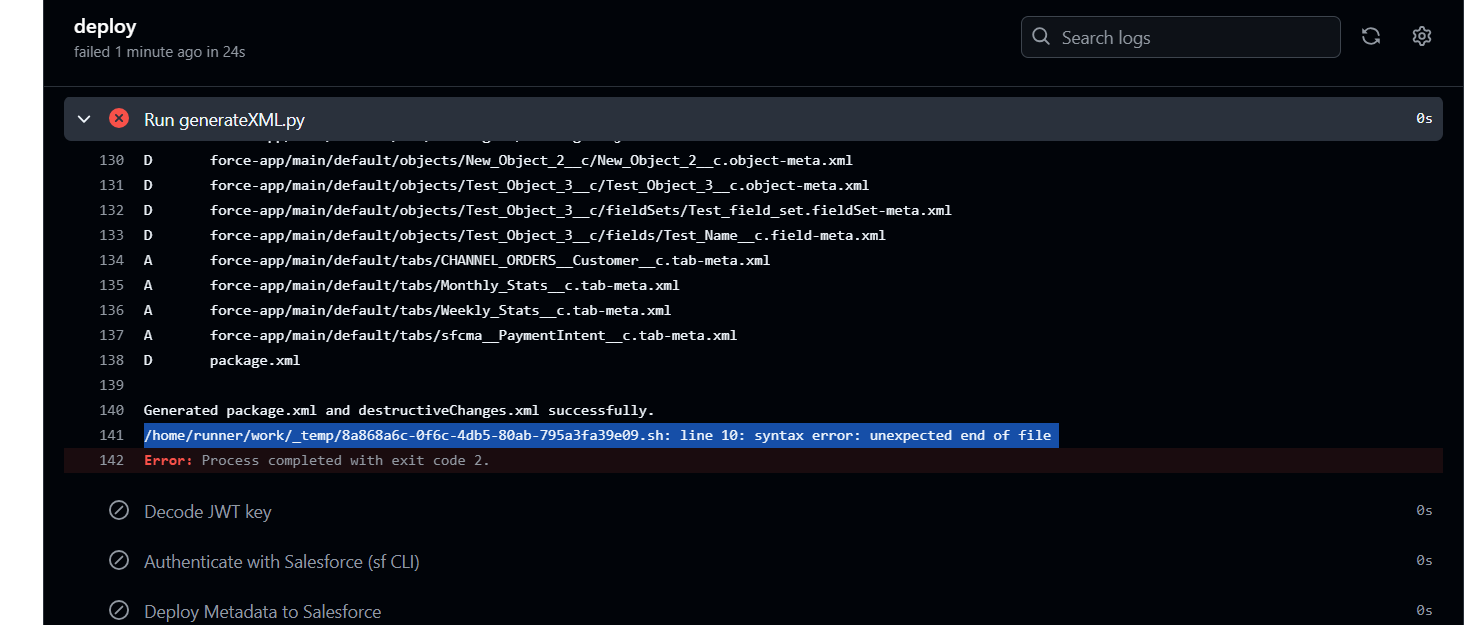 deploy
failed 1 minute ago in 24s
Search logs
Run generateXML.py 0s
130 D force-app/main/default/objects/New_Object_2__c/New_Object_2__c.object-meta.xml
131 D force-app/main/default/objects/Test_Object_3__c/Test_Object_3__c.object-meta.xml
132 D force-app/main/default/objects/Test_Object_3__c/fieldSets/Test_field_set.fieldSet-meta.xml
133 D force-app/main/default/objects/Test_Object_3__c/fields/Test_Name__c.field-meta.xml
134 A force-app/main/default/tabs/CHANNEL_ORDERS__Customer__c.tab-meta.xml
135 A force-app/main/default/tabs/Monthly_Stats__c.tab-meta.xml
136 A force-app/main/default/tabs/Weekly_Stats__c.tab-meta.xml
137 A force-app/main/default/tabs/sfcma__PaymentIntent__c.tab-meta.xml
138 D package.xml
139
140 Generated package.xml and destructiveChanges.xml successfully.
141 /home/runner/work/_temp/8a868a6c-0f6c-4db5-80ab-795a3fa39e09.sh: line 10: syntax error: unexpected end of file
142 Error: Process completed with exit code 2.
Decode JWT key 0s
Authenticate with Salesforce (sf CLI) 0s
Deploy Metadata to Salesforce 0s